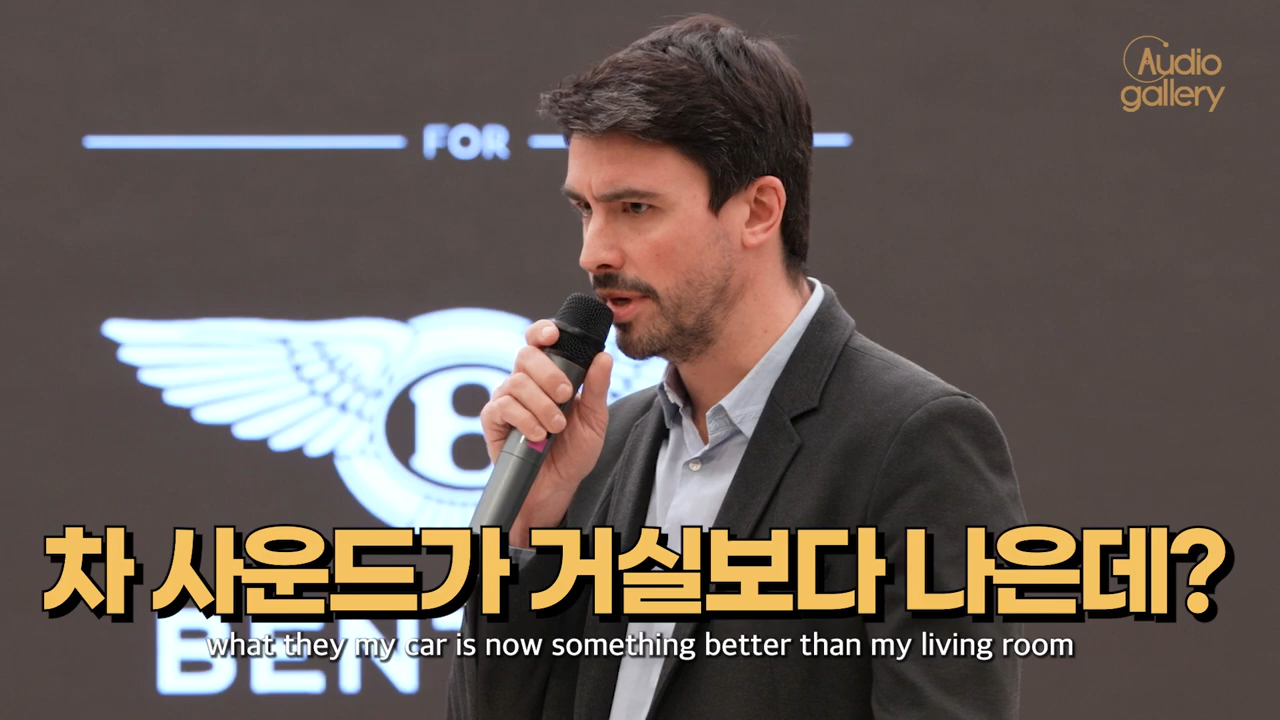 Audio
gallery
FOR
B
차 사운드가 거실보다 나은데?
what they my car is now something better than my living room